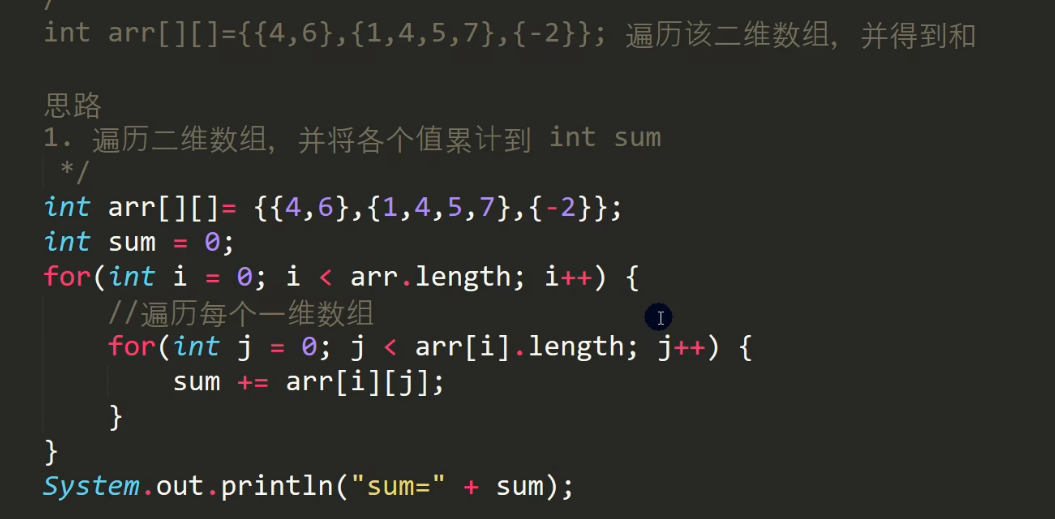 /
int arr[][]={{4,6},{1,4,5,7},{-2}}; 遍历该二维数组，并得到和
思路
1. 遍历二维数组，并将各个值累计到 int sum
*/
int arr[][]= {{4,6},{1,4,5,7},{-2}};
int sum = 0;
for(int i = 0; i < arr.length; i++) {
//遍历每个一维数组
for(int j = 0; j < arr[i].length; j++) {
sum += arr[i][j];
}
}
System.out.println("sum=" + sum);